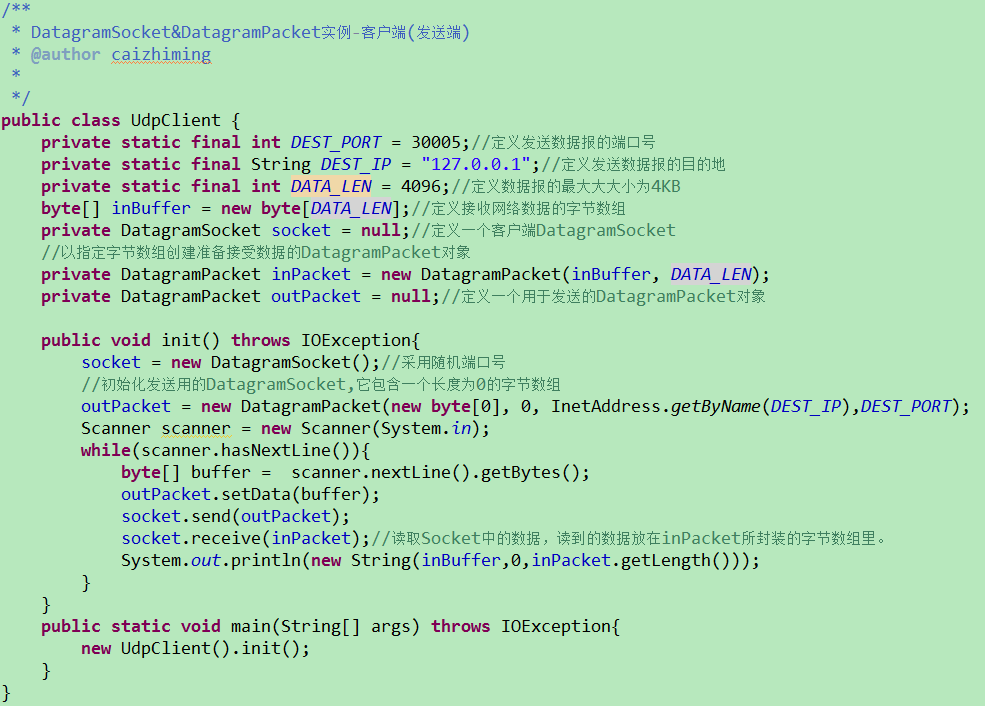 /**
 * DatagramSocket&DatagramPacket实例-客户端(发送端)
 * @author caizhiming
 *
 */
public class UdpClient {
    private static final int DEST_PORT = 30005;//定义发送数据报的端口号
    private static final String DEST_IP = "127.0.0.1";//定义发送数据报的目的地
    private static final int DATA_LEN = 4096;//定义数据报的最大大大小为4KB
    byte[] inBuffer = new byte[DATA_LEN];//定义接收网络数据的字节数组
    private DatagramSocket socket = null;//定义一个客户端DatagramSocket
    //以指定字节数组创建准备接受数据的DatagramPacket对象
    private DatagramPacket inPacket = new DatagramPacket(inBuffer, DATA_LEN);
    private DatagramPacket outPacket = null;//定义一个用于发送的DatagramPacket对象

    public void init() throws IOException{
        socket = new DatagramSocket();//采用随机端口号
        //初始化发送用的DatagramSocket,它包含一个长度为0的字节数组
        outPacket = new DatagramPacket(new byte[0], 0, InetAddress.getByName(DEST_IP),DEST_PORT);
        Scanner scanner = new Scanner(System.in);
        while(scanner.hasNextLine()){
            byte[] buffer =  scanner.nextLine().getBytes();
            outPacket.setData(buffer);
            socket.send(outPacket);
            socket.receive(inPacket);//读取Socket中的数据，读到的数据放在inPacket所封装的字节数组里。
            System.out.println(new String(inBuffer,0,inPacket.getLength()));
        }
    }
    public static void main(String[] args) throws IOException{
        new UdpClient().init();
    }
}